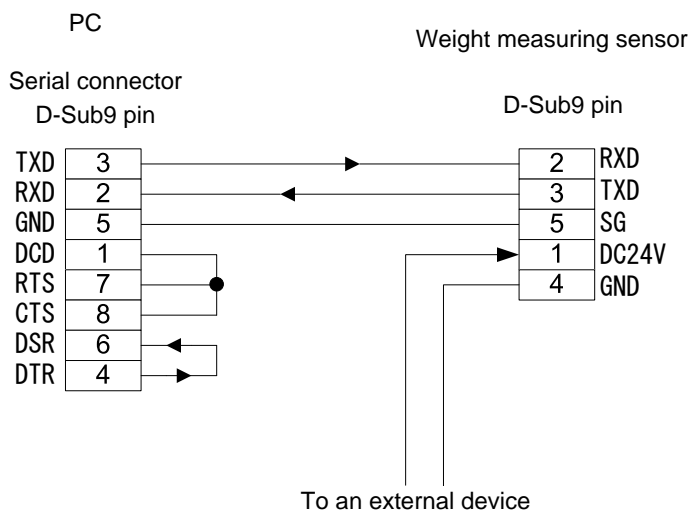 PC
Weight measuring sensor
Serial connector
D-Sub9 pin
D-Sub9 pin
TXD 3
2 RXD
RXD 2
3 TXD
GND 5
5 SG
DCD 1
1 DC24V
RTS 7
4 GND
CTS 8
DSR 6
DTR 4
To an external device